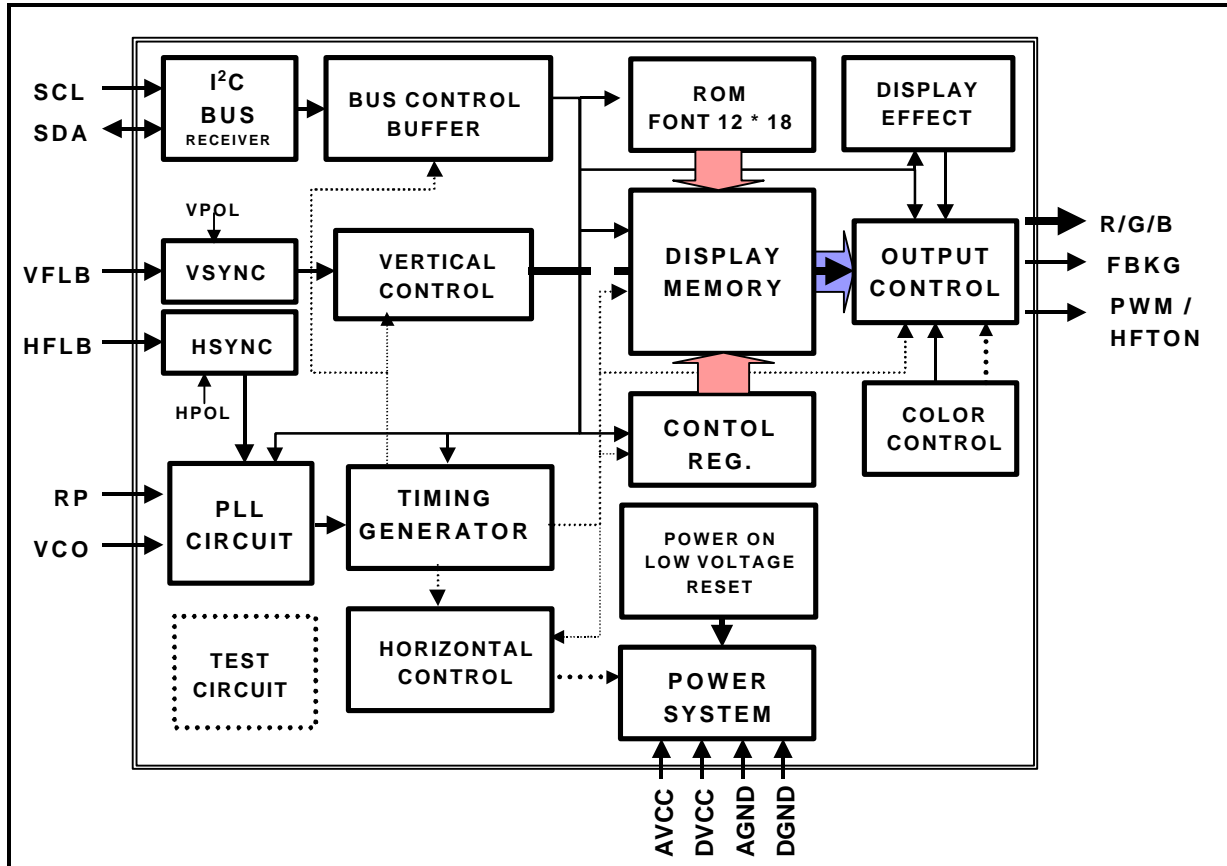 SCL
SDA
I²C
BUS
RECEIVER
BUS CONTROL
BUFFER
ROM
FONT 12 * 18
DISPLAY
EFFECT
VPOL
VFLB
VSYNC
VERTICAL
CONTROL
DISPLAY
MEMORY
OUTPUT
CONTROL
R/G/B
FBKG
PWM /
HFTON
HFLB
HSYNC
HPOL
CONTOL
REG.
COLOR
CONTROL
RP
VCO
PLL
CIRCUIT
TIMING
GENERATOR
POWER ON
LOW VOLTAGE
RESET
TEST
CIRCUIT
HORIZONTAL
CONTROL
POWER
SYSTEM
AVCC
DVCC
AGND
DGND